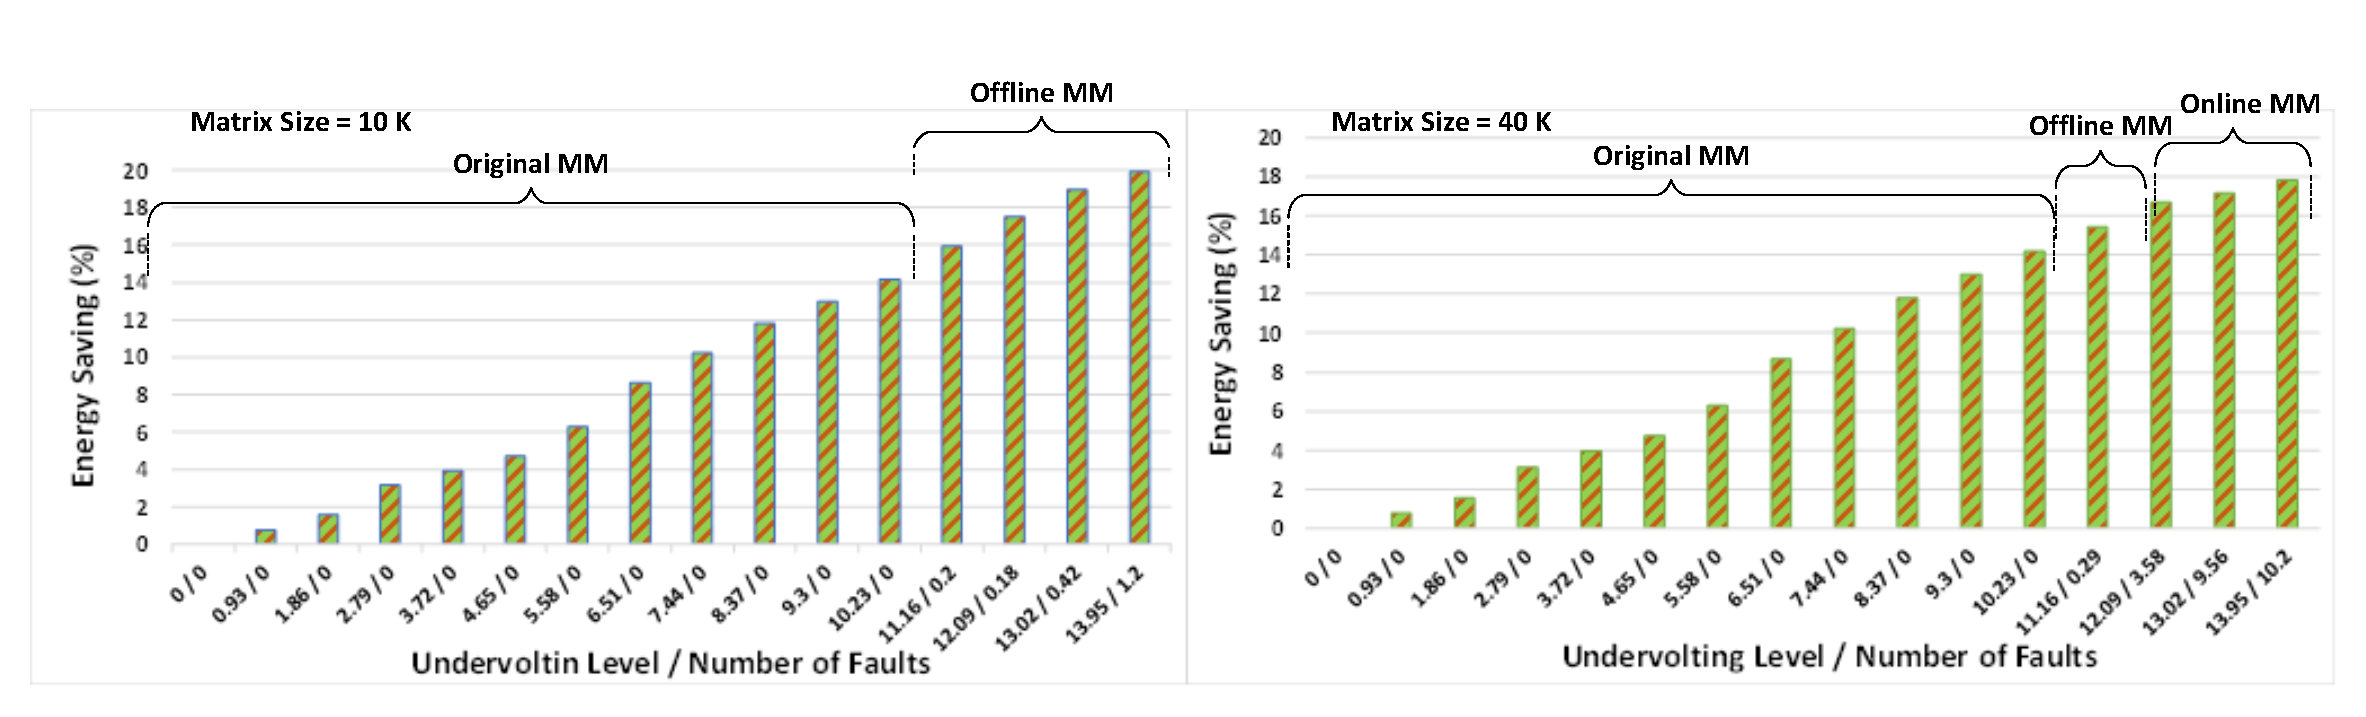 Offline MM
Matrix Size = 10 K
Original MM
Energy Saving (%)
20
18
16
14
12
10
8
6
4
2
0
0 / 0
0.93 / 0
1.86 / 0
2.79 / 0
3.72 / 0
4.65 / 0
5.58 / 0
6.51 / 0
7.44 / 0
8.37 / 0
9.3 / 0
10.23 / 0
11.16 / 0.2
12.09 / 0.18
13.02 / 0.42
13.95 / 1.2
Undervoltin Level / Number of Faults
Online MM
Matrix Size = 40 K
Offline MM
Original MM
Energy Saving (%)
20
18
16
14
12
10
8
6
4
2
0
0 / 0
0.93 / 0
1.86 / 0
2.79 / 0
3.72 / 0
4.65 / 0
5.58 / 0
6.51 / 0
7.44 / 0
8.37 / 0
9.3 / 0
10.23 / 0
11.16 / 0.29
12.09 / 3.58
13.02 / 9.56
13.95 / 10.2
Undervolting Level / Number of Faults